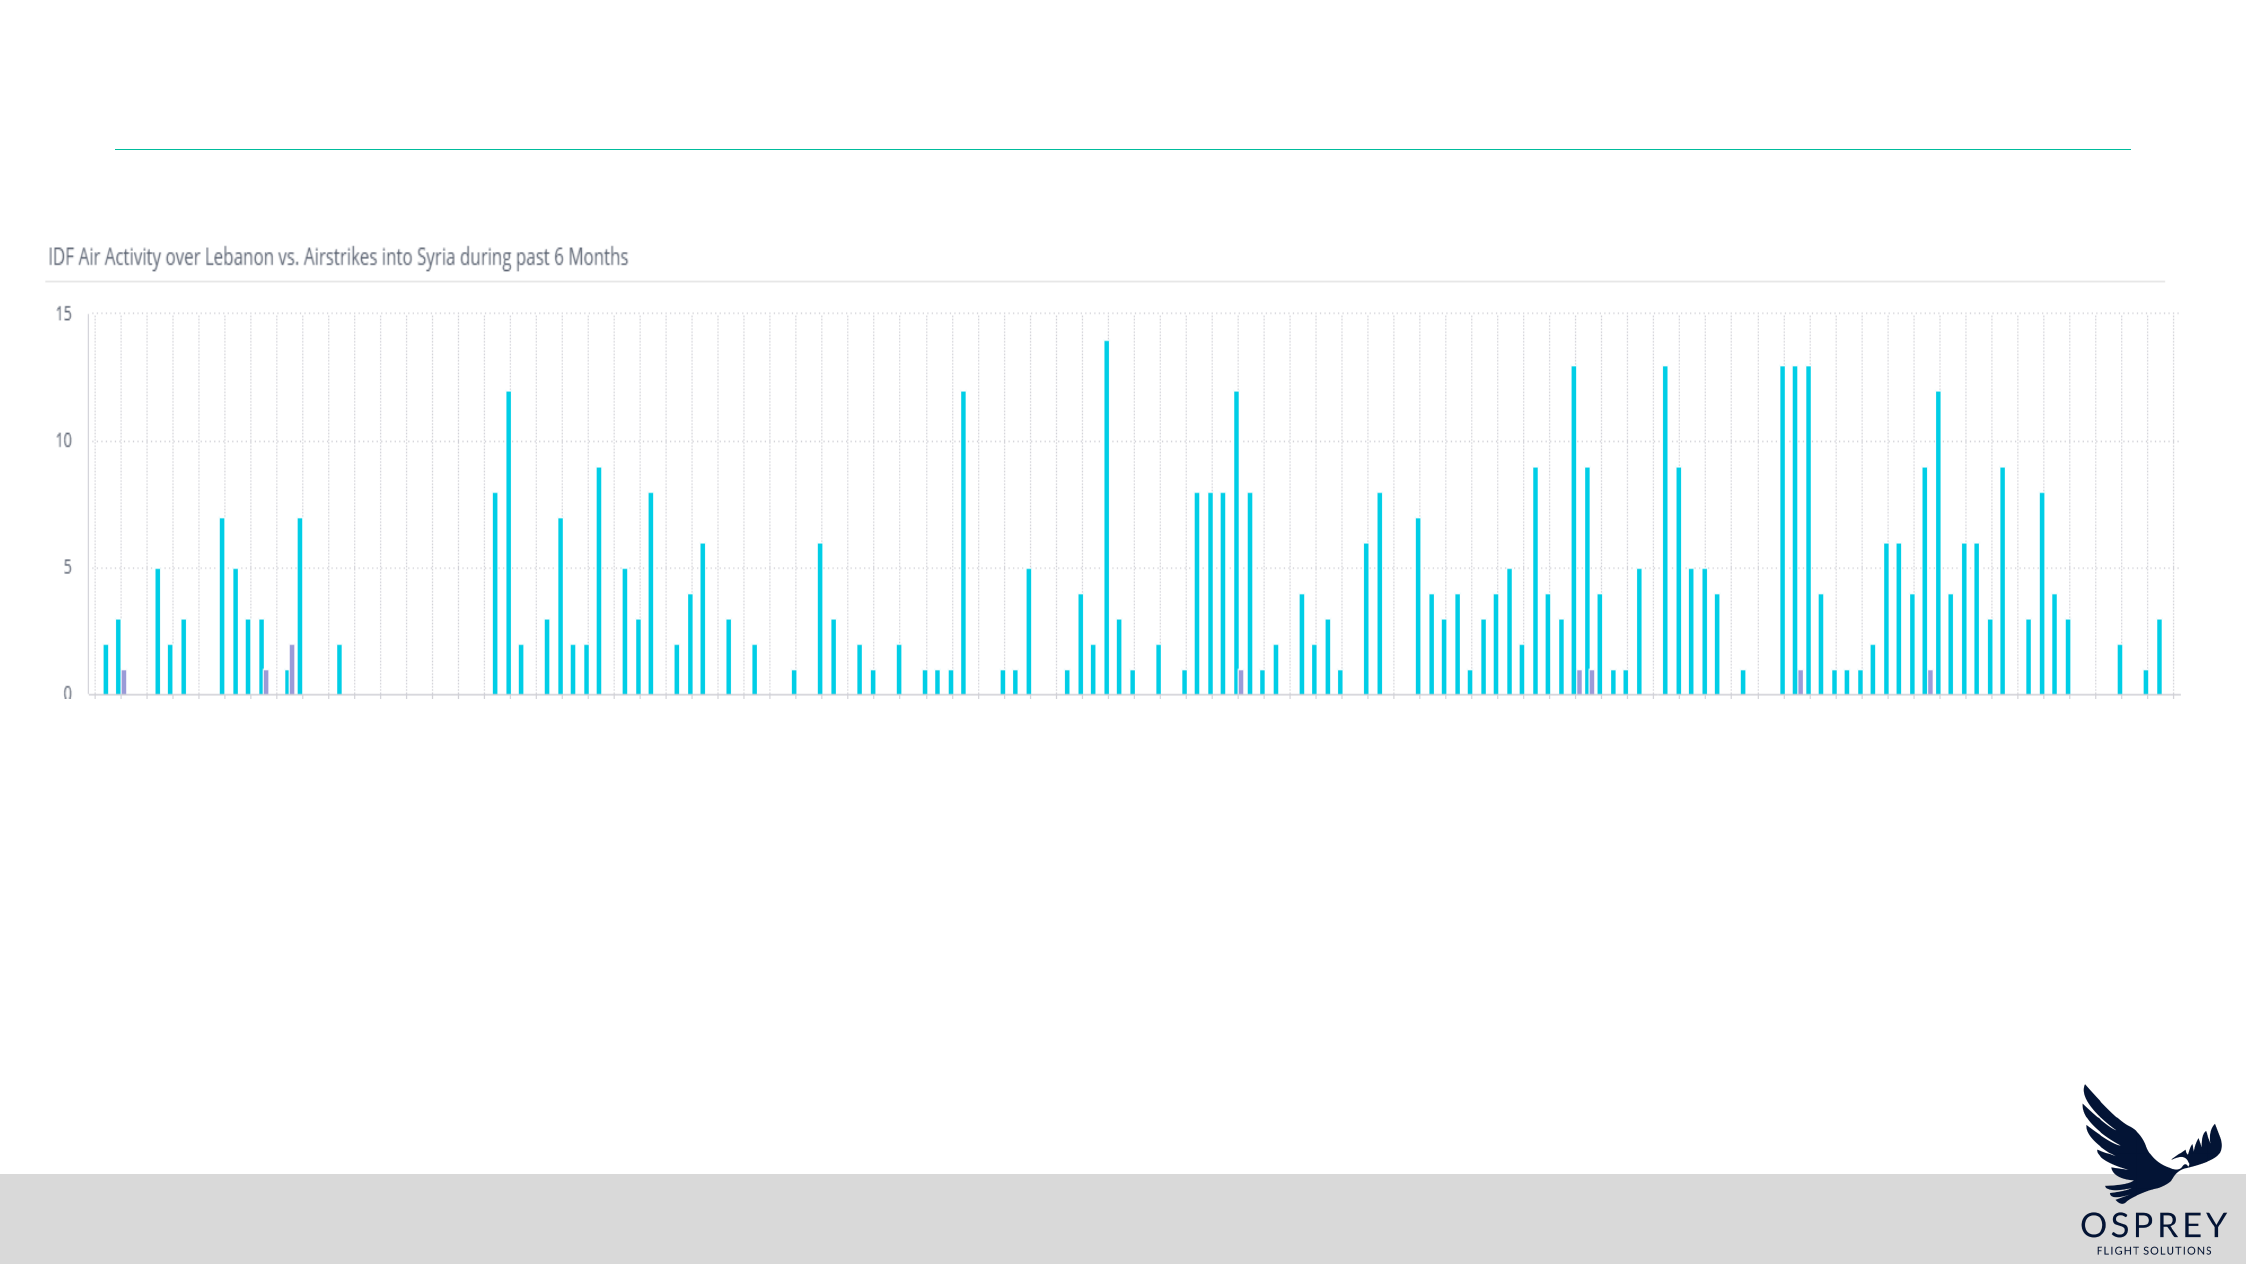 IDF Air Activity over Lebanon vs. Airstrikes into Syria during past 6 Months
15
10
5
0
OSPREY
FLIGHT SOLUTIONS